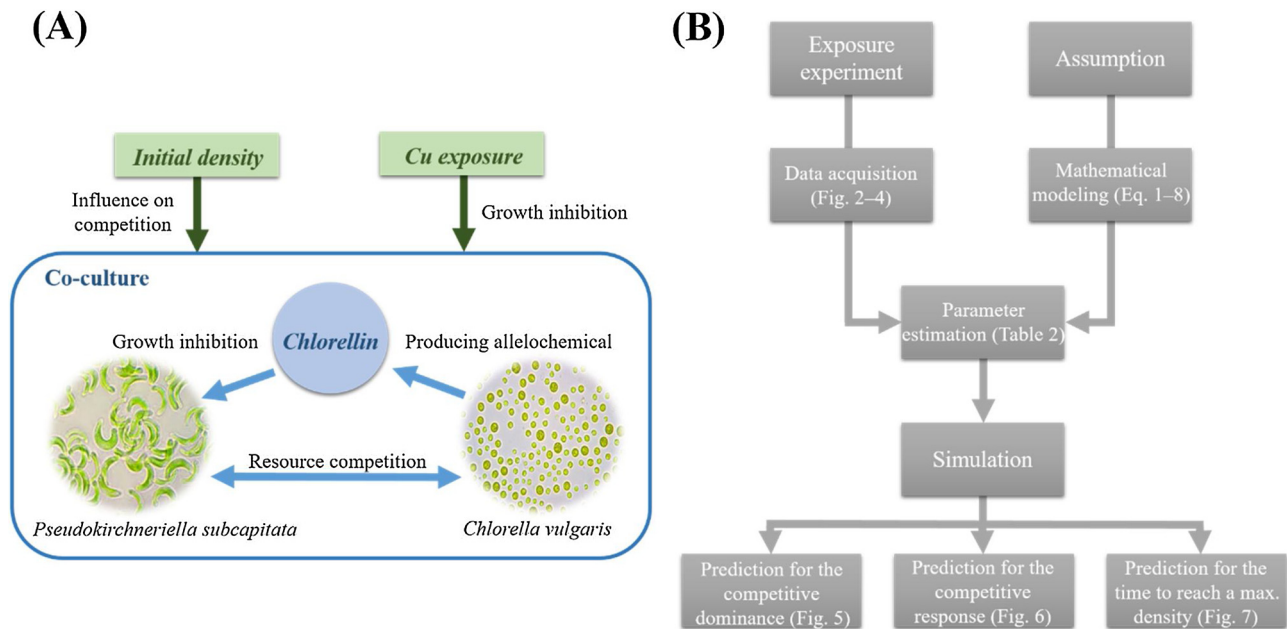 (A)
Initial density
Cu exposure
Influence on
competition
Growth inhibition
Co-culture
Growth inhibition
Chlorellin
Producing allelochemical
Resource competition
Pseudokirchneriella subcapitata
Chlorella vulgaris
(B)
Exposure
experiment
Assumption
Data acquisition
(Fig. 2–4)
Mathematical
modeling (Eq. 1–8)
Parameter
estimation (Table 2)
Simulation
Prediction for the
competitive
dominance (Fig. 5)
Prediction for the
competitive
response (Fig. 6)
Prediction for the
time to reach a max.
density (Fig. 7)